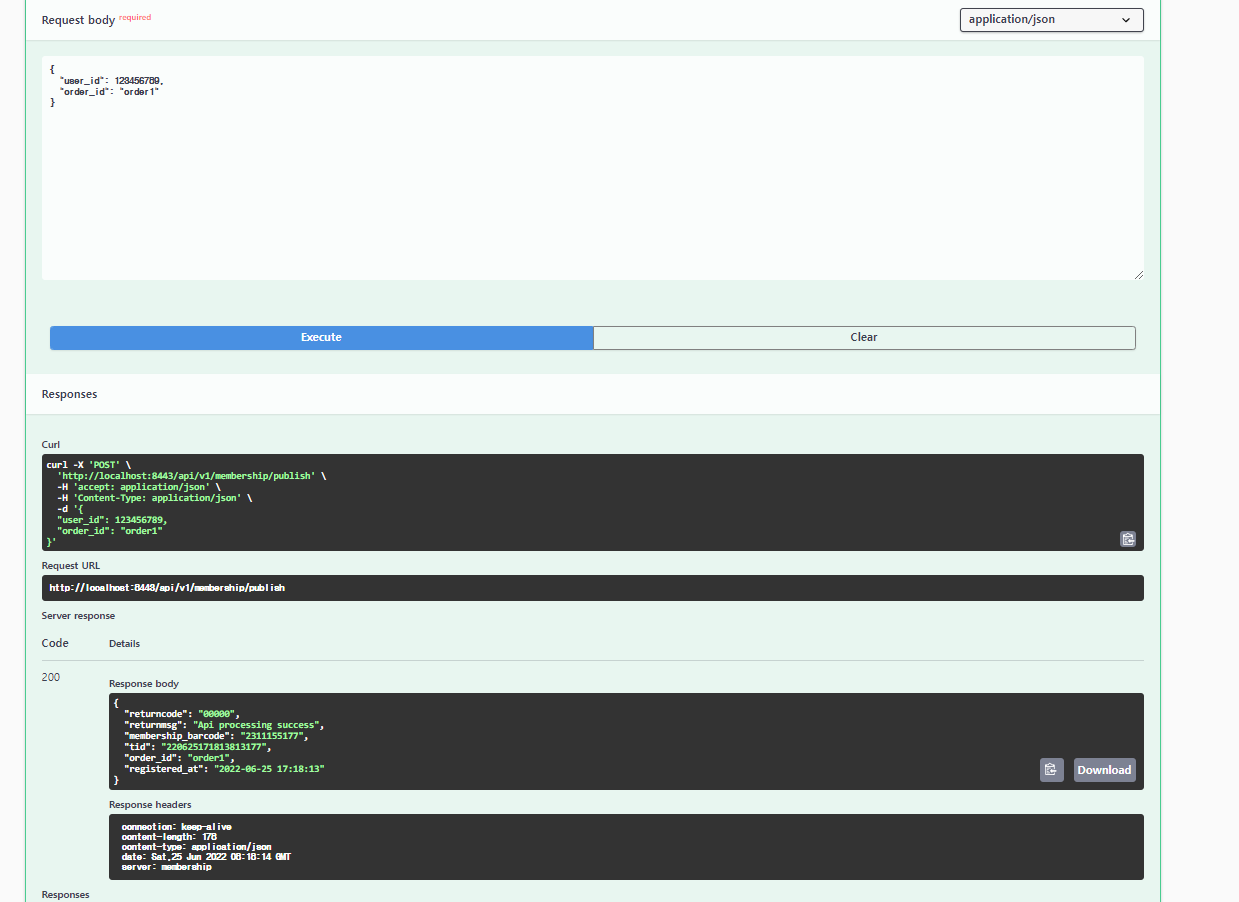 Request body required
application/json
{
"user_id": 123456789,
"order_id": "order1"
}
Execute
Clear
Responses
Curl
curl -X 'POST' \
'http://localhost:8443/api/v1/membership/publish' \
-H 'accept: application/json' \
-H 'Content-Type: application/json' \
-d '{
"user_id": 123456789,
"order_id": "order1"
}'
Request URL
http://localhost:8443/api/v1/membership/publish
Server response
Code
Details
200
Response body
{
"returncode": "00000",
"returnmsg": "Api processing success",
"membership_barcode": "2311155177",
"tid": "220625171813813177",
"order_id": "order1",
"registered_at": "2022-06-25 17:18:13"
}
Download
Response headers
connection: keep-alive
content-length: 178
content-type: application/json
date: Sat,25 Jun 2022 08:18:14 GMT
server: membership
Responses